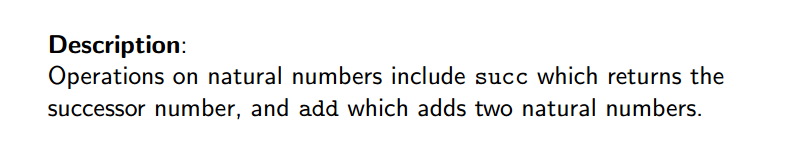 Description:
Operations on natural numbers include succ which returns the
successor number, and add which adds two natural numbers.